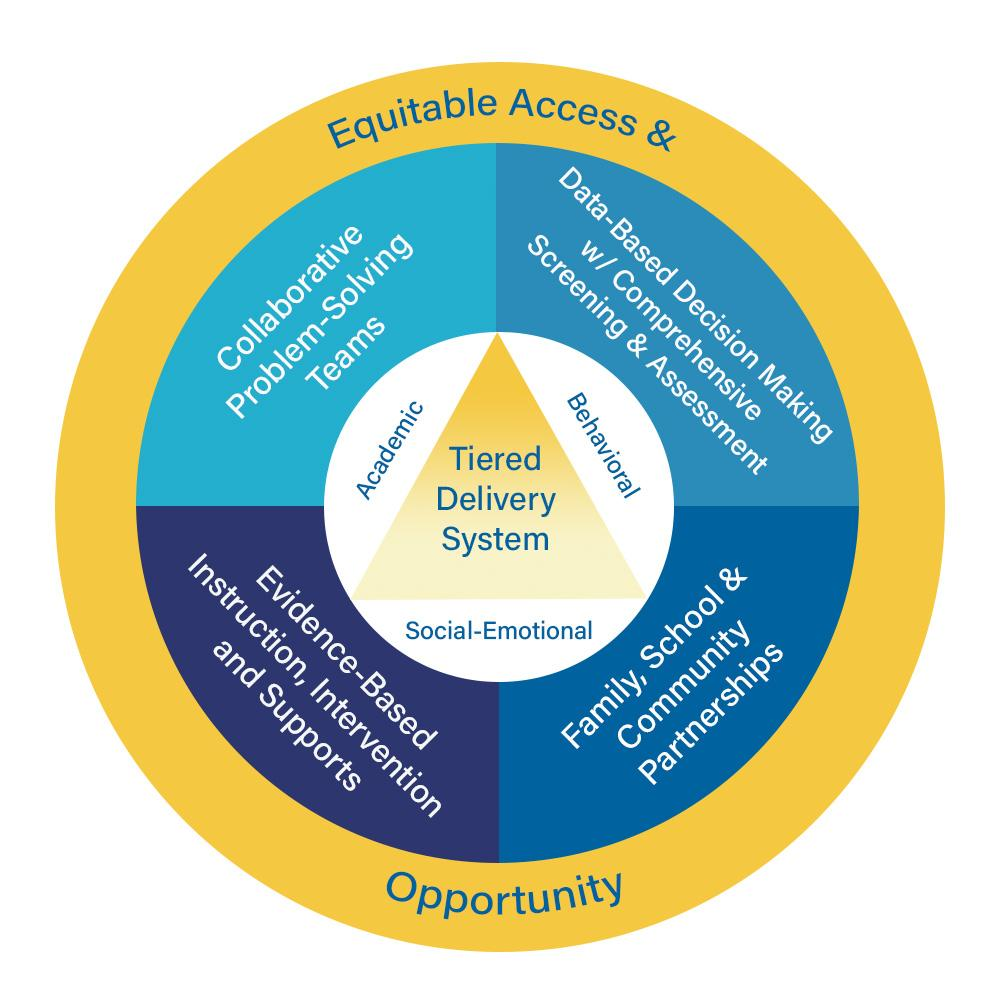 Equitable Access &
Collaborative
Problem-Solving
Teams
Data-Based Decision Making
w/ Comprehensive
Screening & Assessment
Academic
Behavioral
Tiered
Delivery
System
Social-Emotional
Evidence-Based
Instruction, Intervention
and Supports
Family, School &
Community
Partnerships
Opportunity